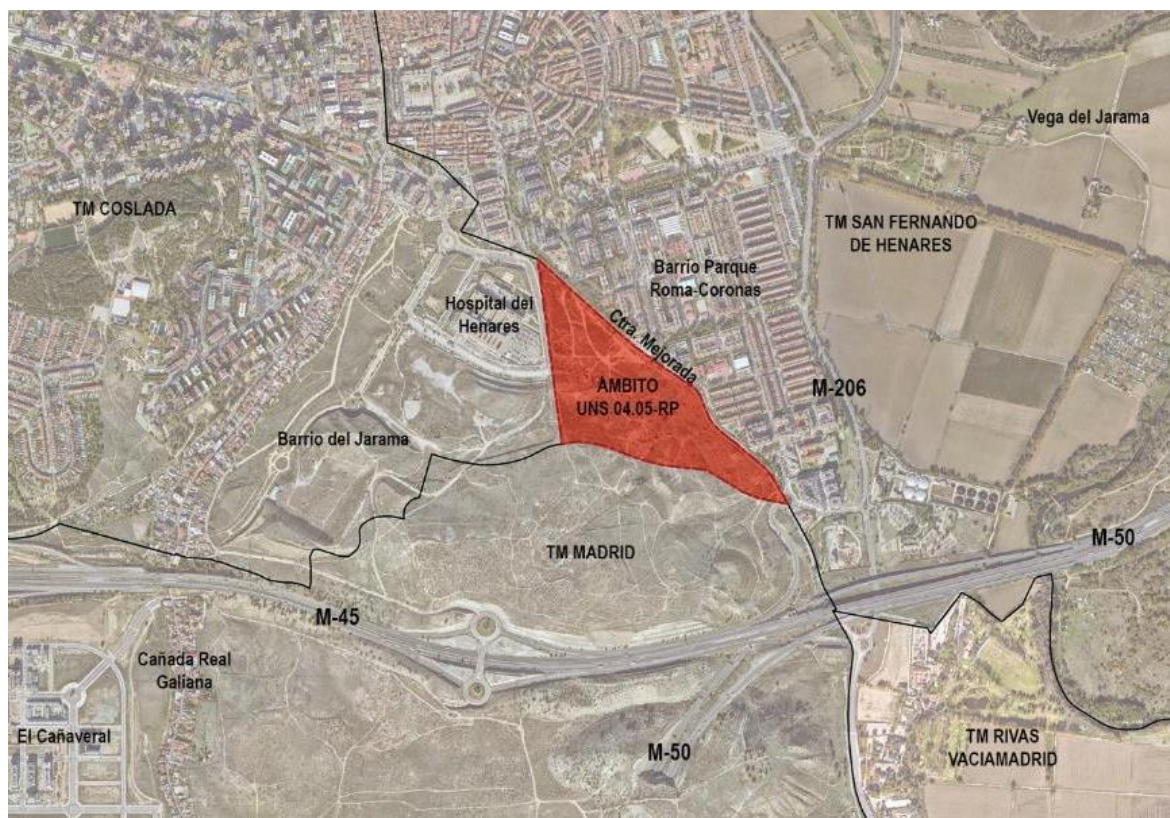 Vega del Jarama
TM COSLADA
TM SAN FERNANDO
DE HENARES
Barrio Parque
Roma-Coronas
Hospital del
Henares
Ctra. Mejorada
ÁMBITO
UNS 04.05-RP
M-206
Barrio del Jarama
TM MADRID
M-50
M-45
Cañada Real
Galiana
El Cañaveral
M-50
TM RIVAS
VACIAMADRID